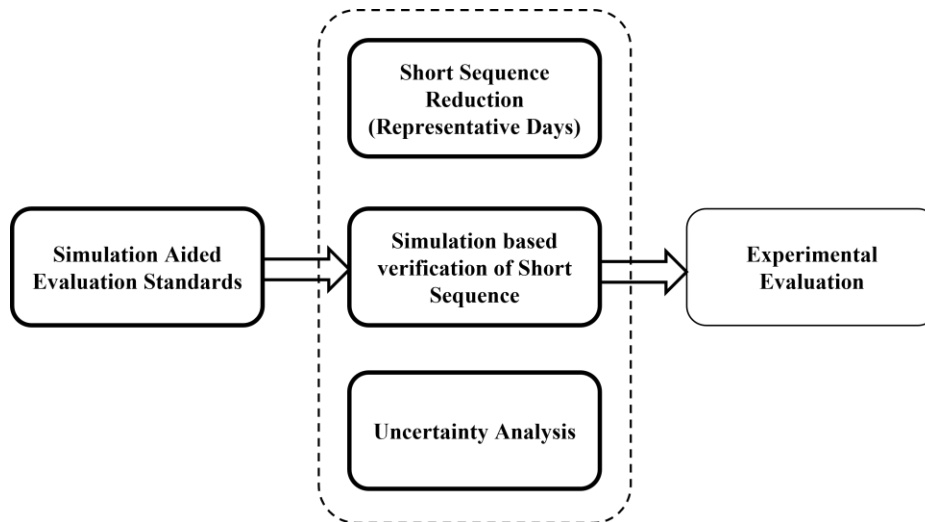 Short Sequence
Reduction
(Representative Days)
Simulation Aided
Evaluation Standards
Simulation based
verification of Short
Sequence
Experimental
Evaluation
Uncertainty Analysis